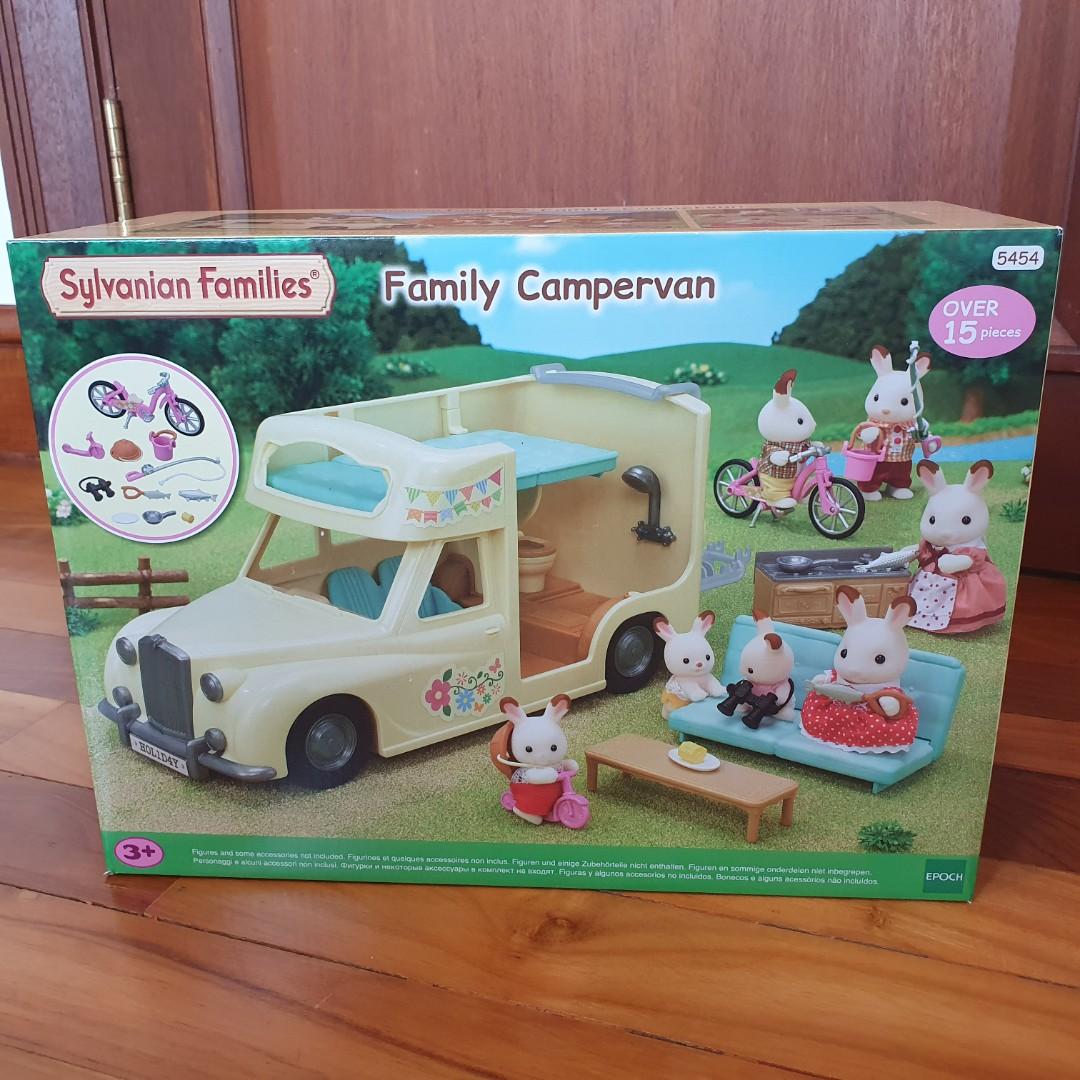 Sylvanian Families®
Family Campervan
5454
OVER
15 pieces
HOL1D4Y
3+
Figures and some accessories not included. Figurines et quelques accessoires non inclus. Figuren und einige Zubehörteile nicht enthalten. Figuren en sommige onderdelen niet inbegrepen.
Personaggi e alcuni accessori non inclusi. Фигурки и некоторые аксессуары в комплект не входят. Figuras y algunos accesorios no incluidos. Bonecos e alguns acessórios não incluídos.
EPOCH